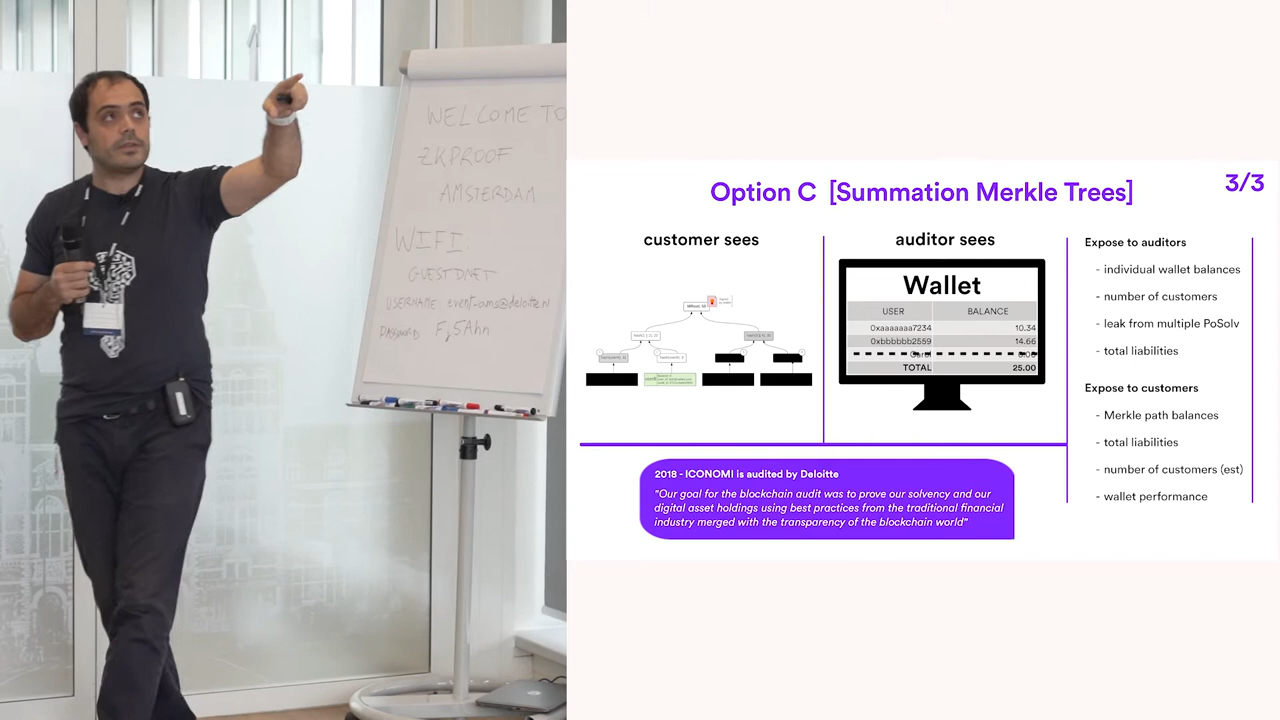 WELCOME TO
ZKPROOF
AMSTERDAM
WIFI
GUESTDNET
USERNAME event-ams@deloitte.nl
PASSWORD
Option C [Summation Merkle Trees]
3/3
customer sees
auditor sees
Wallet
USER BALANCE
0xaaaaaaa7234 10.34
0xbbbbbb2559 14.66
TOTAL 25.00
Expose to auditors
- individual wallet balances
- number of customers
- leak from multiple PoSolv
- total liabilities
Expose to customers
- Merkle path balances
- total liabilities
- number of customers (est)
- wallet performance
2018 - ICONOMI is audited by Deloitte
"Our goal for the blockchain audit was to prove our solvency and our
digital asset holdings using best practices from the traditional financial
industry merged with the transparency of the blockchain world"